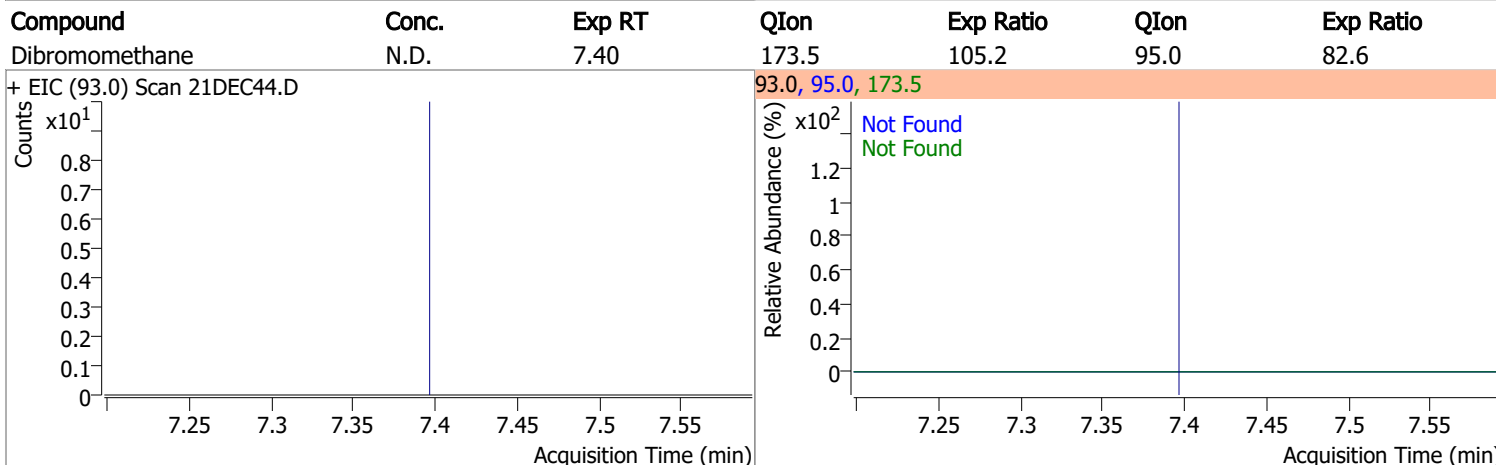 Compound Conc. Exp RT QIon Exp Ratio QIon Exp Ratio
Dibromomethane N.D. 7.40 173.5 105.2 95.0 82.6
+ EIC (93.0) Scan 21DEC44.D
Counts
x10¹
0.8
0.7
0.6
0.5
0.4
0.3
0.2
0.1
0
7.25 7.3 7.35 7.4 7.45 7.5 7.55
Acquisition Time (min)
93.0, 95.0, 173.5
Relative Abundance (%)
x10²
Not Found
Not Found
1.2
1
0.8
0.6
0.4
0.2
0
7.25 7.3 7.35 7.4 7.45 7.5 7.55
Acquisition Time (min)